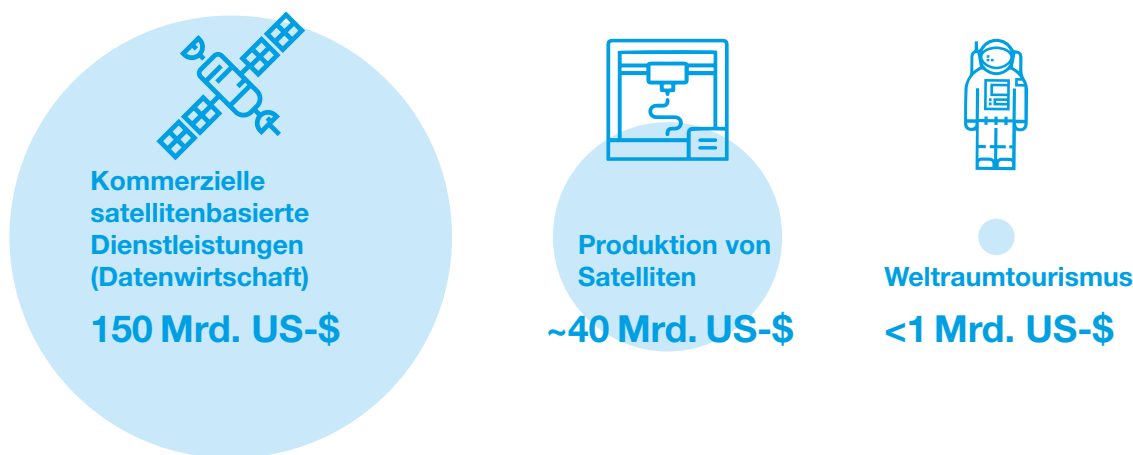 Kommerzielle
satellitenbasierte
Dienstleistungen
(Datenwirtschaft)
150 Mrd. US-$
Produktion von
Satelliten
~40 Mrd. US-$
Weltraumtourismus
<1 Mrd. US-$